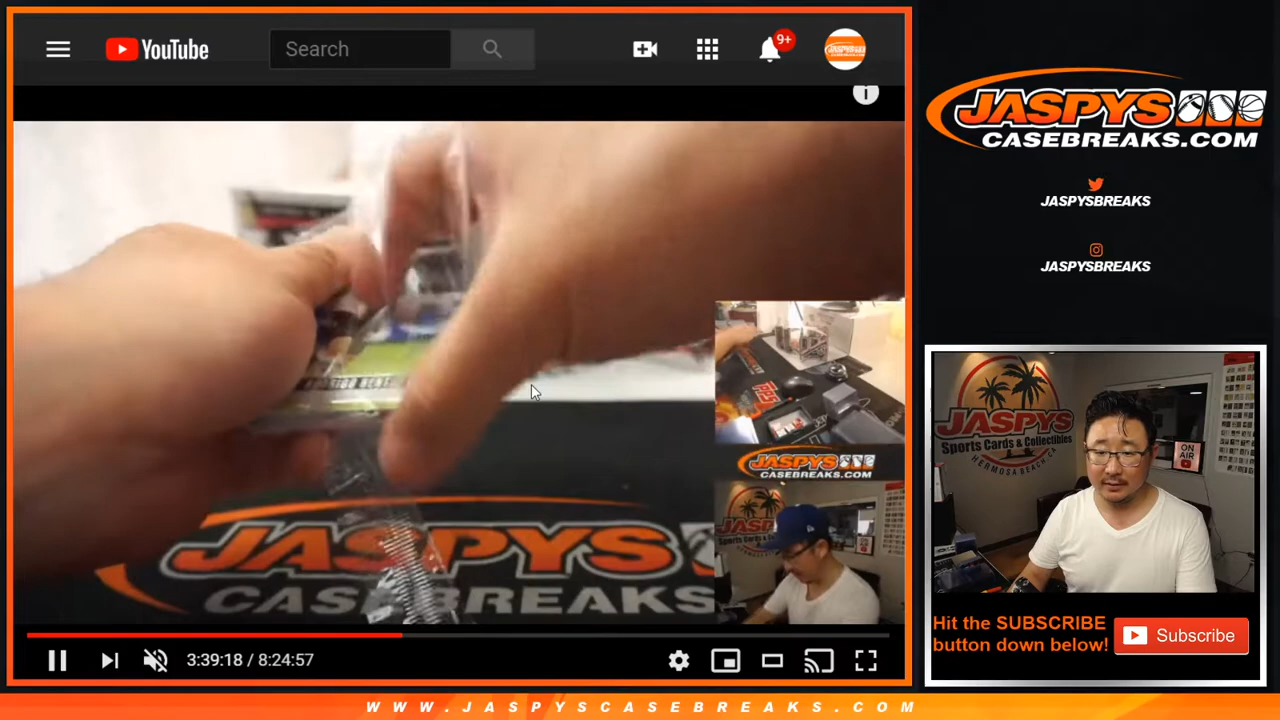 YouTube
Search
9+
i
JASPYS
CASEBREAKS.COM
JASPYSBREAKS
JASPYSBREAKS
JASPYS
CASEBREAKS.COM
JASPYS
CASEBREAKS
JASPYS
Sports Cards & Collectibles
HERMOSA BEACH, CA
ON
AIR
Hit the SUBSCRIBE
button down below!
Subscribe
3:39:18 / 8:24:57
WWW.JASPYSCASEBREAKS.COM